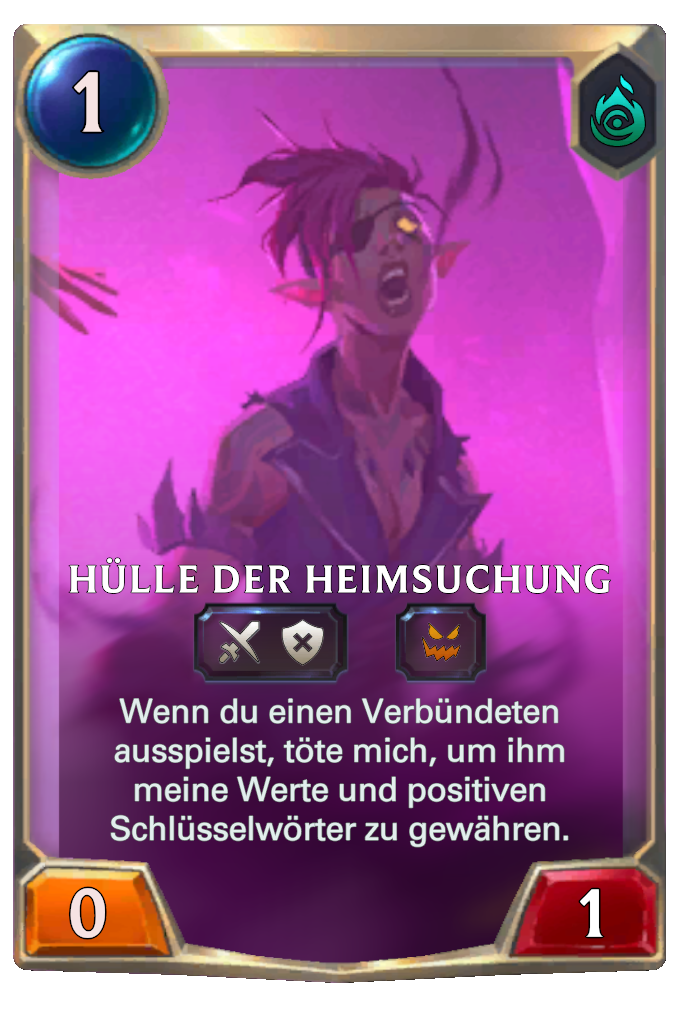 1
HÜLLE DER HEIMSUCHUNG
Wenn du einen Verbündeten
ausspielst, töte mich, um ihm
meine Werte und positiven
Schlüsselwörter zu gewähren.
0
1